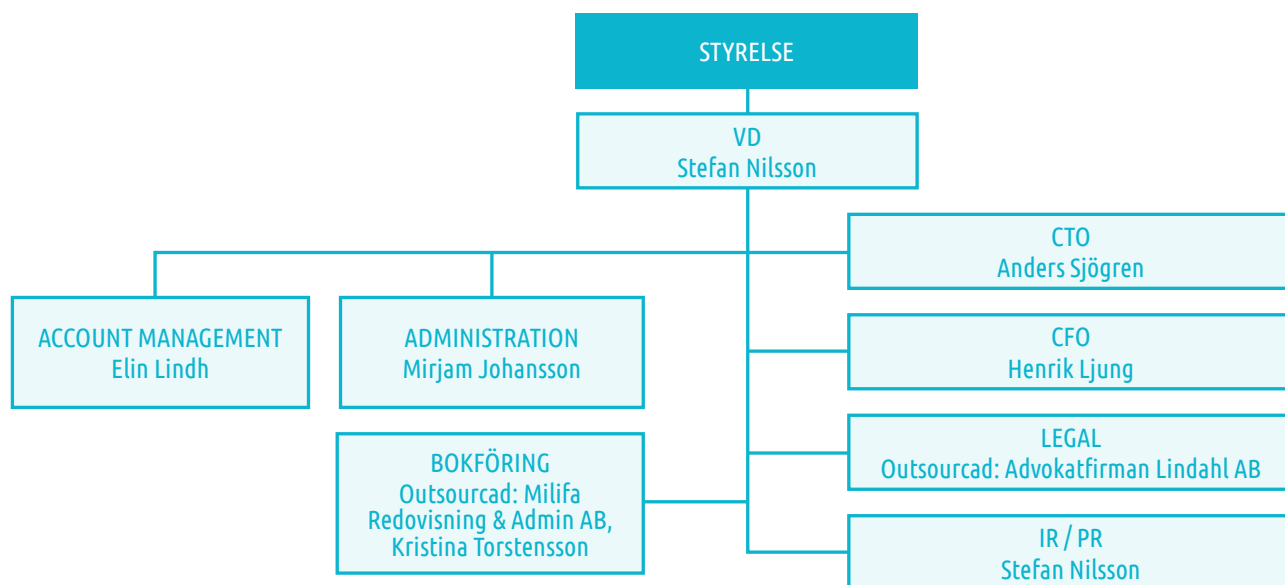 STYRELSE
VD
Stefan Nilsson
CTO
Anders Sjögren
ACCOUNT MANAGEMENT
Elin Lindh
ADMINISTRATION
Mirjam Johansson
CFO
Henrik Ljung
BOKFÖRING
Outsourcad: Milifa
Redovisning & Admin AB,
Kristina Torstensson
LEGAL
Outsourcad: Advokatfirman Lindahl AB
IR / PR
Stefan Nilsson